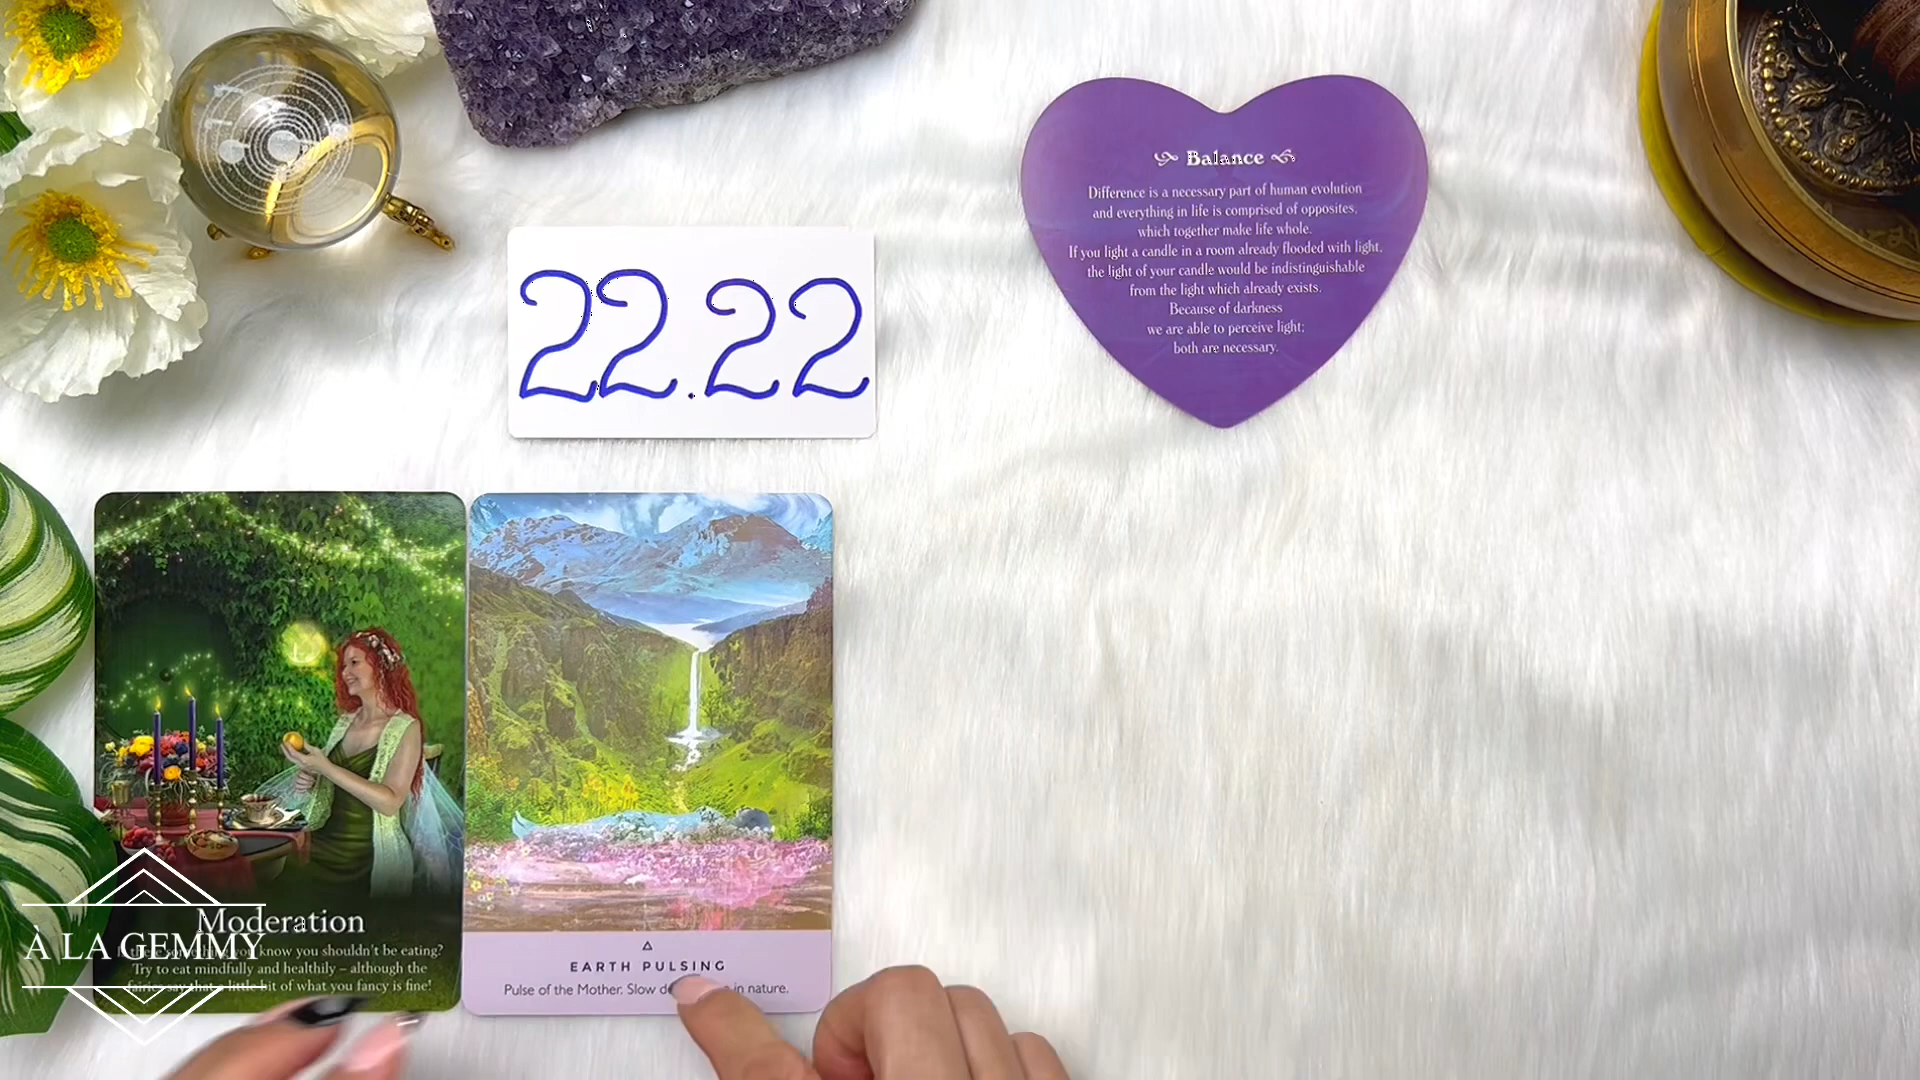 Balance
Difference is a necessary part of human evolution
and everything in life is comprised of opposites,
which together make life whole.
If you light a candle in a room already flooded with light,
the light of your candle would be indistinguishable
from the light which already exists.
Because of darkness
we are able to perceive light;
both are necessary.
22.22
Moderation
know you shouldn't be eating?
Try to eat mindfully and healthily – although the
fairies say that a little bit of what you fancy is fine!
À LA GEMMY
EARTH PULSING
Pulse of the Mother. Slow in nature.